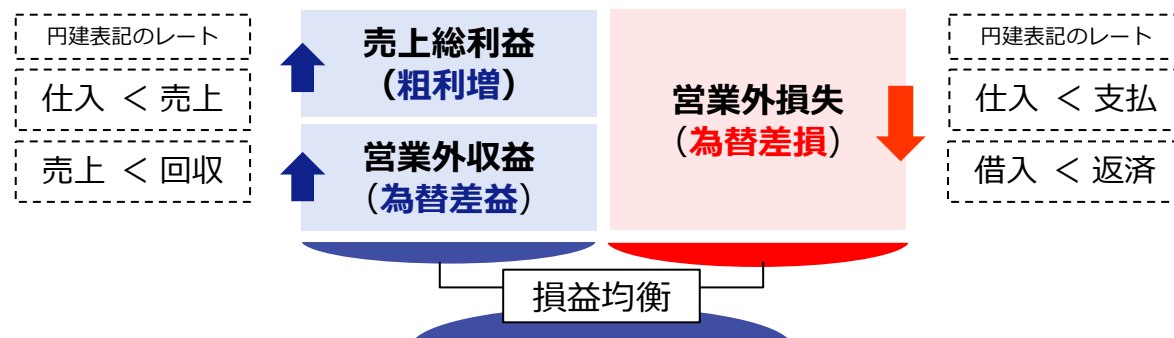 円建表記のレート
仕入 < 売上
売上 < 回収
売上総利益
（粗利増）
営業外収益
（為替差益）
営業外損失
（為替差損）
円建表記のレート
仕入 < 支払
借入 < 返済
損益均衡